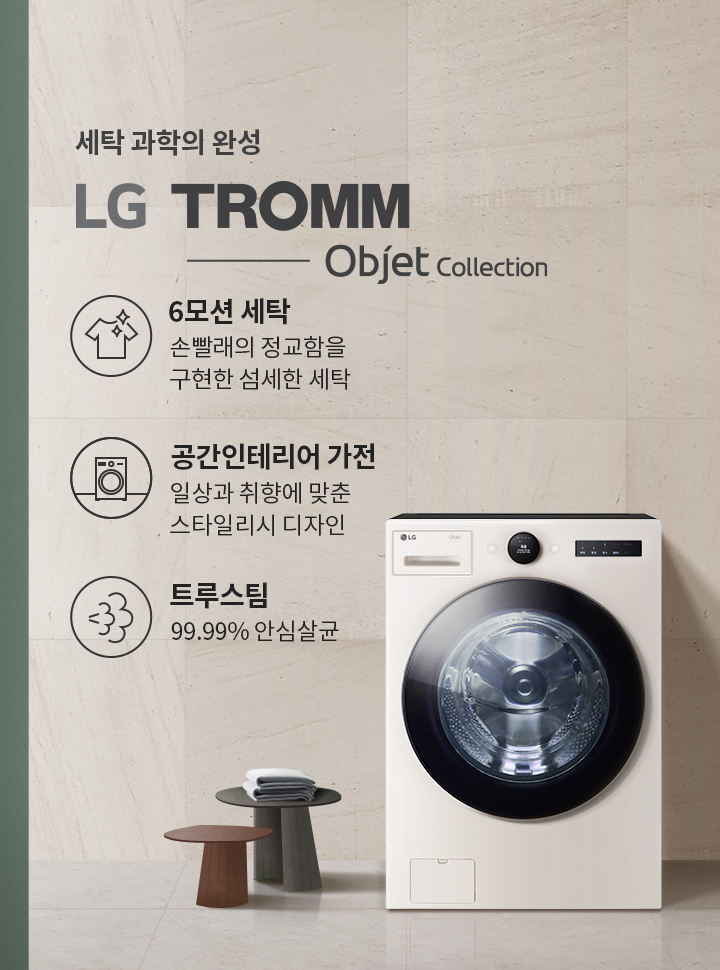 세탁 과학의 완성
LG TROMM
Objet Collection
6모션 세탁
손빨래의 정교함을
구현한 섬세한 세탁
공간인테리어 가전
일상과 취향에 맞춘
스타일리시 디자인
트루스팀
99.99% 안심살균
LG
Objet